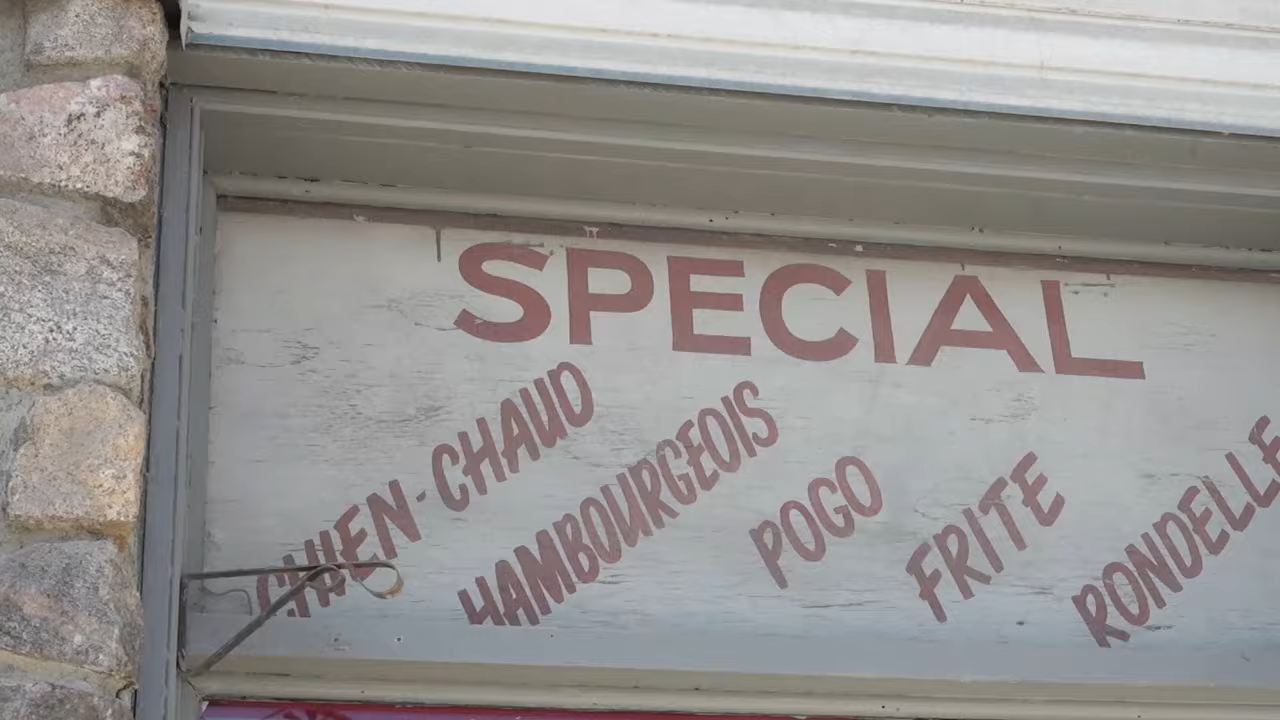 SPECIAL
CHIEN-CHAUD
HAMBOURGEOIS
POGO
FRITE
RONDELLE